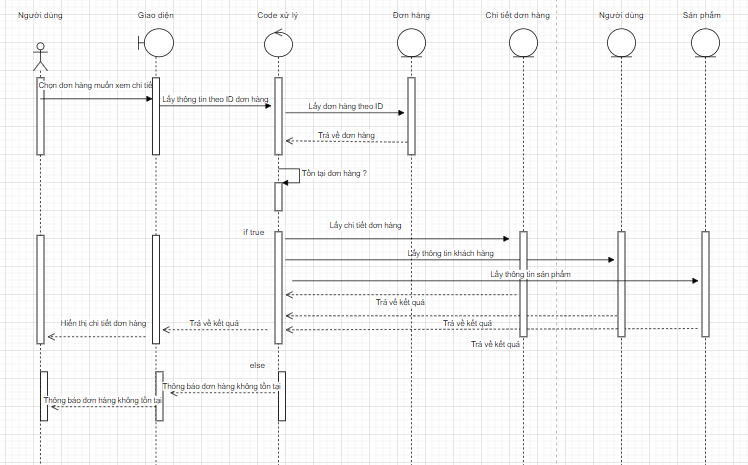 Người dùng
Giao diện
Code xử lý
Đơn hàng
Chi tiết đơn hàng
Người dùng
Sản phẩm
Chọn đơn hàng muốn xem chi tiế
Lấy thông tin theo ID đơn hàng
Lấy đơn hàng theo ID
Trả về đơn hàng
Tồn tại đơn hàng ?
if true
Lấy chi tiết đơn hàng
Lấy thông tin khách hàng
Lấy thông tin sản phẩm
Trả về kết quả
Hiển thị chi tiết đơn hàng
Trả về kết quả
Trả về kết quả
Trả về kết quả
else
Thông báo đơn hàng không tồn tại
Thông báo đơn hàng không tồn tại